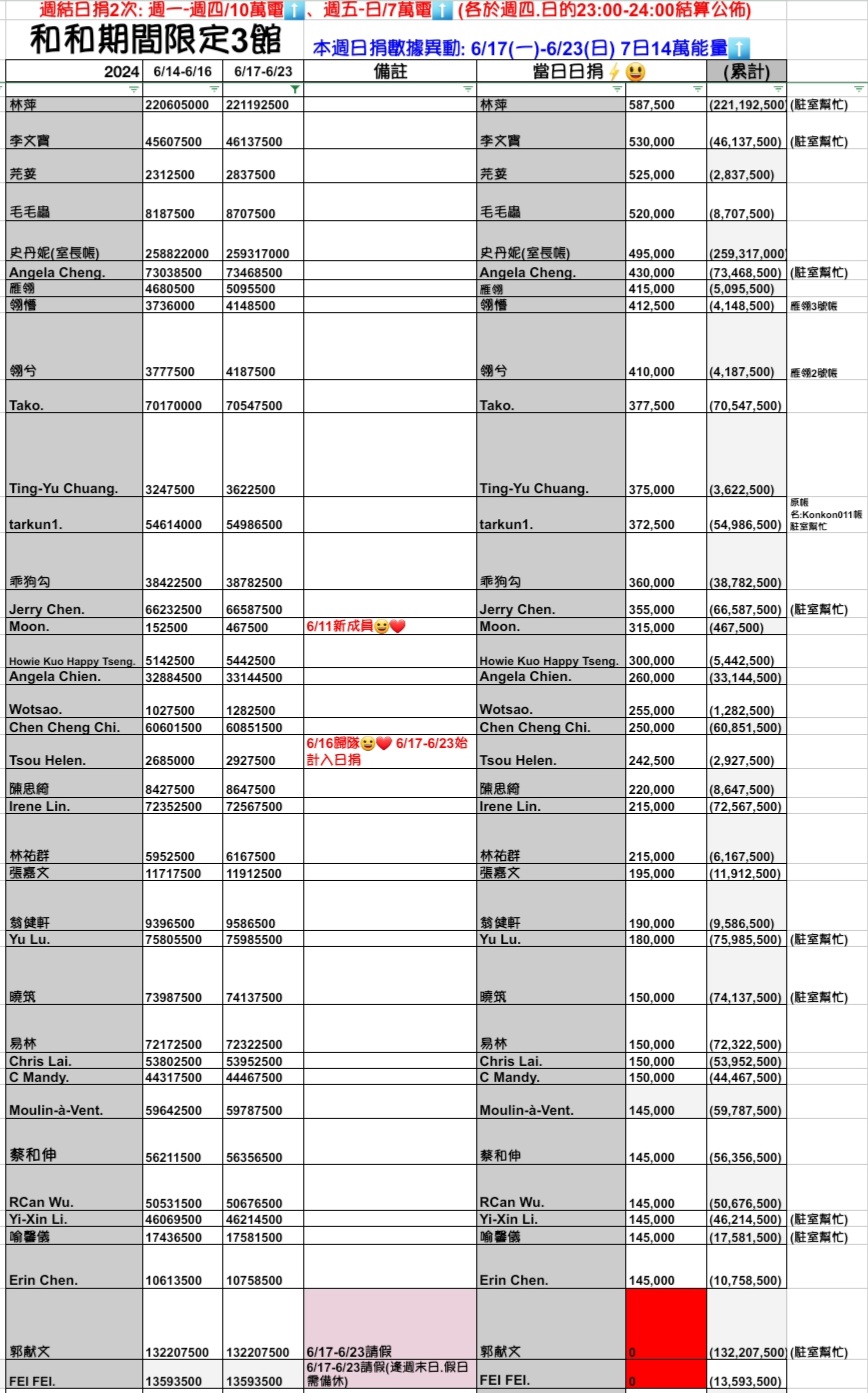 週結日捐2次: 週一-週四/10萬電⬆️、週五-日/7萬電⬆️ (各於週四.日的23:00-24:00結算公佈)
和和期間限定3館 本週日捐數據異動: 6/17(一)-6/23(日) 7日14萬能量⬆️
2024 6/14-6/16 6/17-6/23 備註 當日日捐⚡😃 (累計)
林萍 220605000 221192500 林萍 587,500 (221,192,500) (駐室幫忙)
李文寶 45607500 46137500 李文寶 530,000 (46,137,500) (駐室幫忙)
芫荽 2312500 2837500 芫荽 525,000 (2,837,500)
毛毛蟲 8187500 8707500 毛毛蟲 520,000 (8,707,500)
史丹妮(室長帳) 258822000 259317000 史丹妮(室長帳) 495,000 (259,317,000)
Angela Cheng. 73038500 73468500 Angela Cheng. 430,000 (73,468,500) (駐室幫忙)
雁翎 4680500 5095500 雁翎 415,000 (5,095,500)
翎懵 3736000 4148500 翎懵 412,500 (4,148,500) 雁翎3號帳
翎兮 3777500 4187500 翎兮 410,000 (4,187,500) 雁翎2號帳
Tako. 70170000 70547500 Tako. 377,500 (70,547,500)
Ting-Yu Chuang. 3247500 3622500 Ting-Yu Chuang. 375,000 (3,622,500)
原帳
名:Konkon011帳
tarkun1. 54614000 54986500 tarkun1. 372,500 (54,986,500) 駐室幫忙
乖狗勾 38422500 38782500 乖狗勾 360,000 (38,782,500)
Jerry Chen. 66232500 66587500 Jerry Chen. 355,000 (66,587,500) (駐室幫忙)
Moon. 152500 467500 6/11新成員😉❤️ Moon. 315,000 (467,500)
Howie Kuo Happy Tseng. 5142500 5442500 Howie Kuo Happy Tseng. 300,000 (5,442,500)
Angela Chien. 32884500 33144500 Angela Chien. 260,000 (33,144,500)
Wotsao. 1027500 1282500 Wotsao. 255,000 (1,282,500)
Chen Cheng Chi. 60601500 60851500 Chen Cheng Chi. 250,000 (60,851,500)
6/16歸隊😉❤️ 6/17-6/23始
Tsou Helen. 2685000 2927500 計入日捐 Tsou Helen. 242,500 (2,927,500)
陳思綺 8427500 8647500 陳思綺 220,000 (8,647,500)
Irene Lin. 72352500 72567500 Irene Lin. 215,000 (72,567,500)
林祐群 5952500 6167500 林祐群 215,000 (6,167,500)
張嘉文 11717500 11912500 張嘉文 195,000 (11,912,500)
翁健軒 9396500 9586500 翁健軒 190,000 (9,586,500)
Yu Lu. 75805500 75985500 Yu Lu. 180,000 (75,985,500) (駐室幫忙)
曉筑 73987500 74137500 曉筑 150,000 (74,137,500) (駐室幫忙)
易林 72172500 72322500 易林 150,000 (72,322,500)
Chris Lai. 53802500 53952500 Chris Lai. 150,000 (53,952,500)
C Mandy. 44317500 44467500 C Mandy. 150,000 (44,467,500)
Moulin-à-Vent. 59642500 59787500 Moulin-à-Vent. 145,000 (59,787,500)
蔡和伸 56211500 56356500 蔡和伸 145,000 (56,356,500)
RCan Wu. 50531500 50676500 RCan Wu. 145,000 (50,676,500)
Yi-Xin Li. 46069500 46214500 Yi-Xin Li. 145,000 (46,214,500) (駐室幫忙)
喻馨儀 17436500 17581500 喻馨儀 145,000 (17,581,500) (駐室幫忙)
Erin Chen. 10613500 10758500 Erin Chen. 145,000 (10,758,500)
郭献文 132207500 132207500 6/17-6/23請假 郭献文 0 (132,207,500) (駐室幫忙)
6/17-6/23請假(逢週末日.假日
FEI FEI. 13593500 13593500 需備休) FEI FEI. 0 (13,593,500)